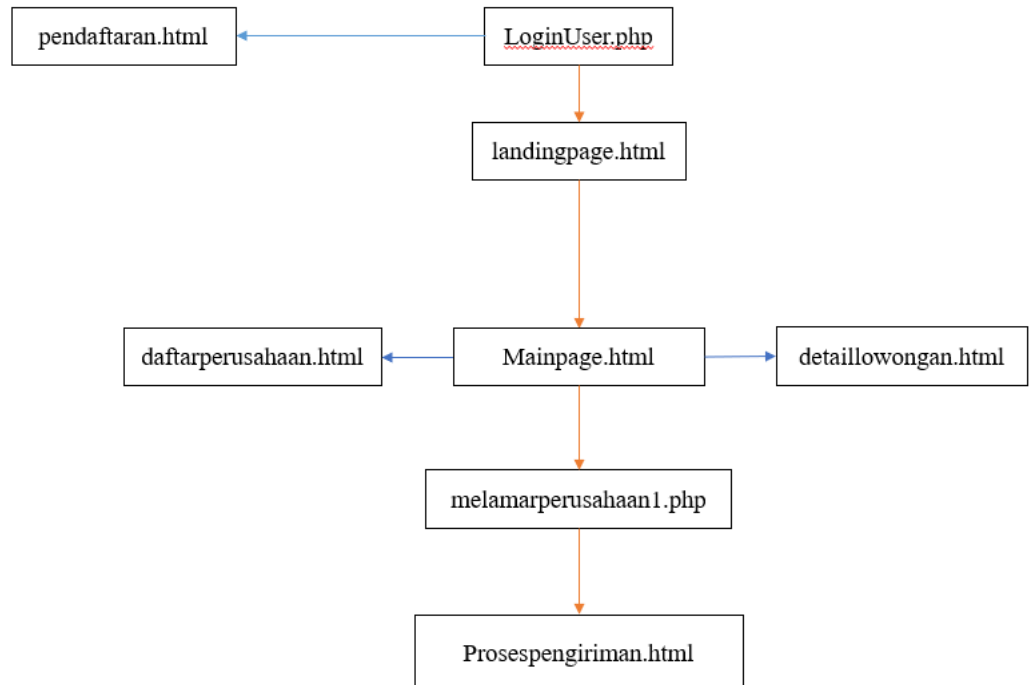 pendaftaran.html
LoginUser.php
landingpage.html
daftarperusahaan.html
Mainpage.html
detaillowongan.html
melamarperusahaan1.php
Prosespengiriman.html